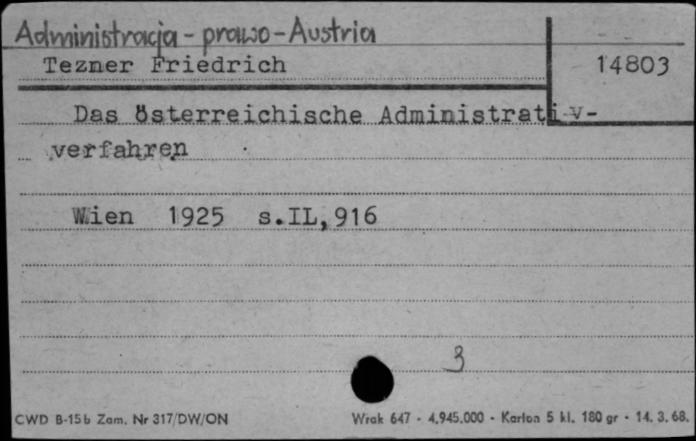 Administracja - prawo - Austria
Tezner Friedrich
14803
Das österreichische Administrativ-
verfahren
Wien 1925 s.IL,916
3
CWD B-15b Zam. Nr 317/DW/ON
Wrak 647 - 4.945.000 - Karton 5 kl. 180 gr - 14. 3. 68.